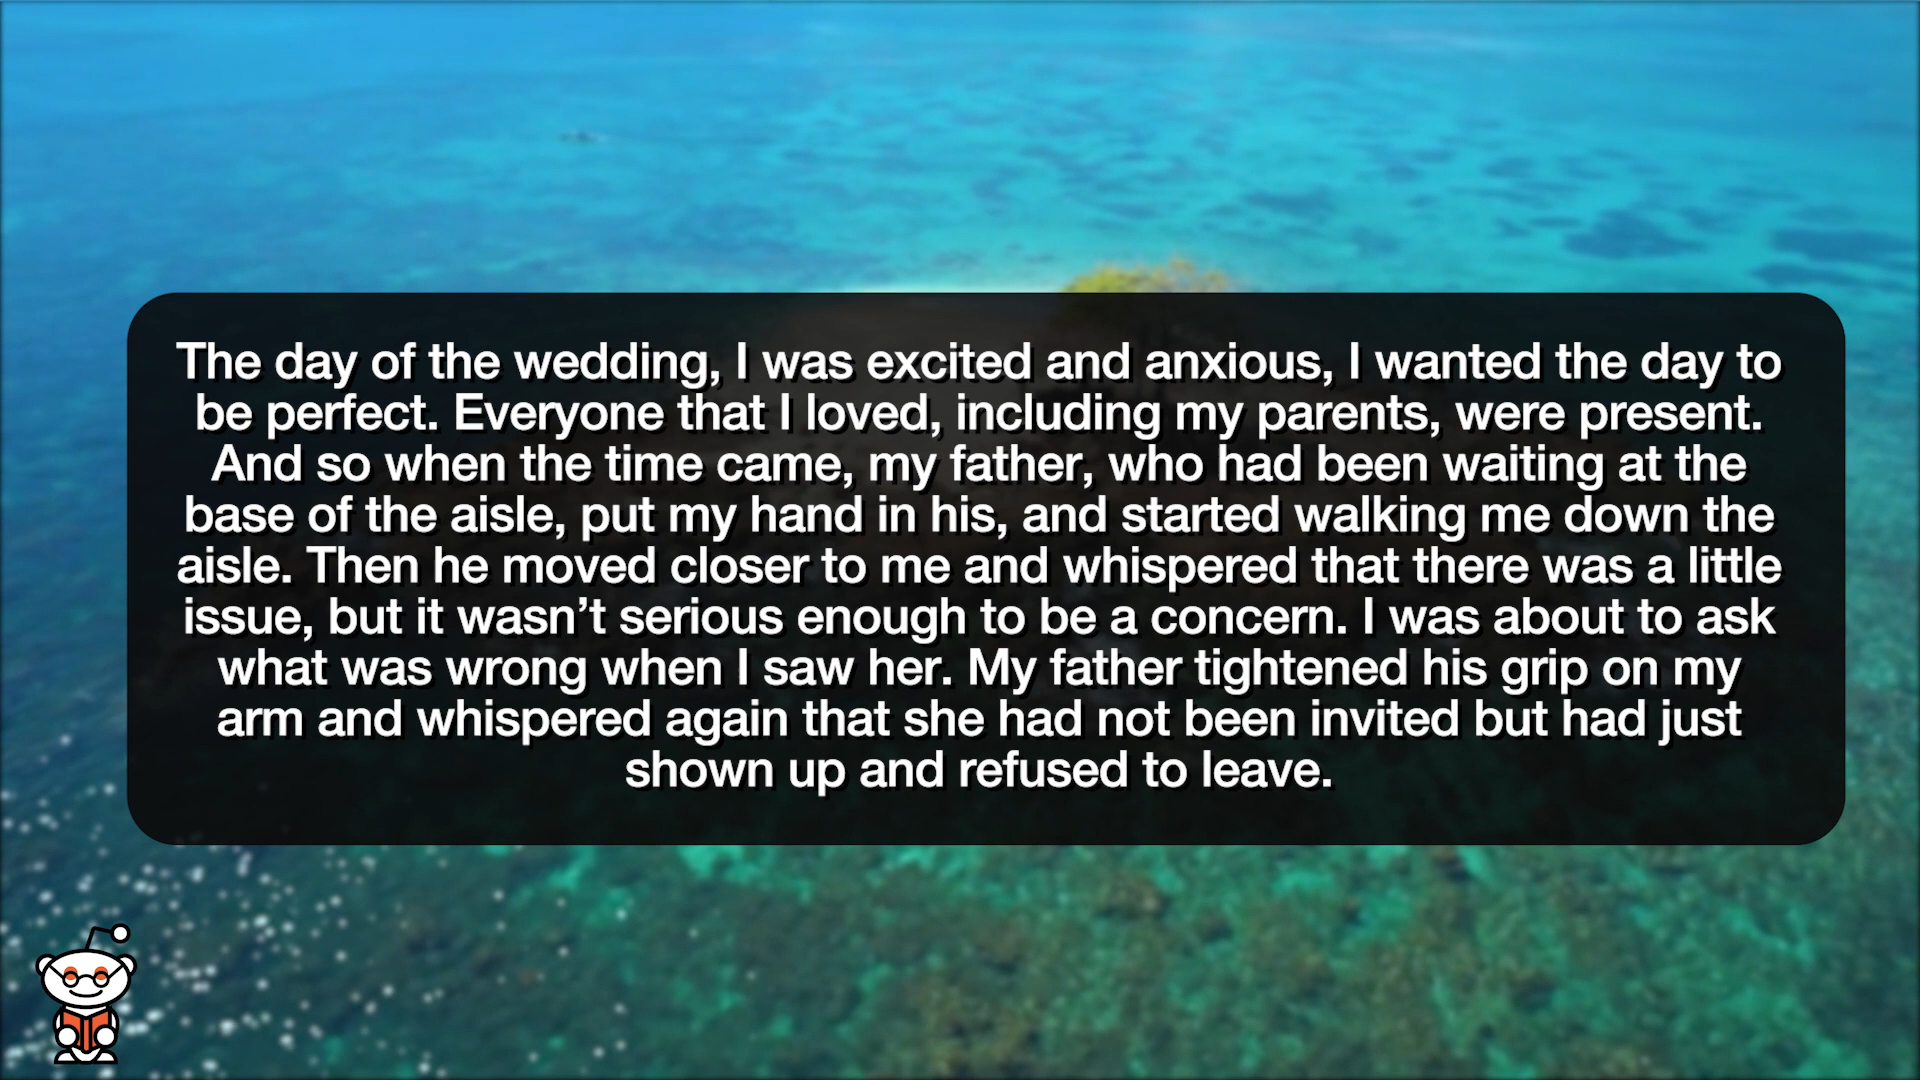 The day of the wedding, I was excited and anxious, I wanted the day to
be perfect. Everyone that I loved, including my parents, were present.
And so when the time came, my father, who had been waiting at the
base of the aisle, put my hand in his, and started walking me down the
aisle. Then he moved closer to me and whispered that there was a little
issue, but it wasn’t serious enough to be a concern. I was about to ask
what was wrong when I saw her. My father tightened his grip on my
arm and whispered again that she had not been invited but had just
shown up and refused to leave.